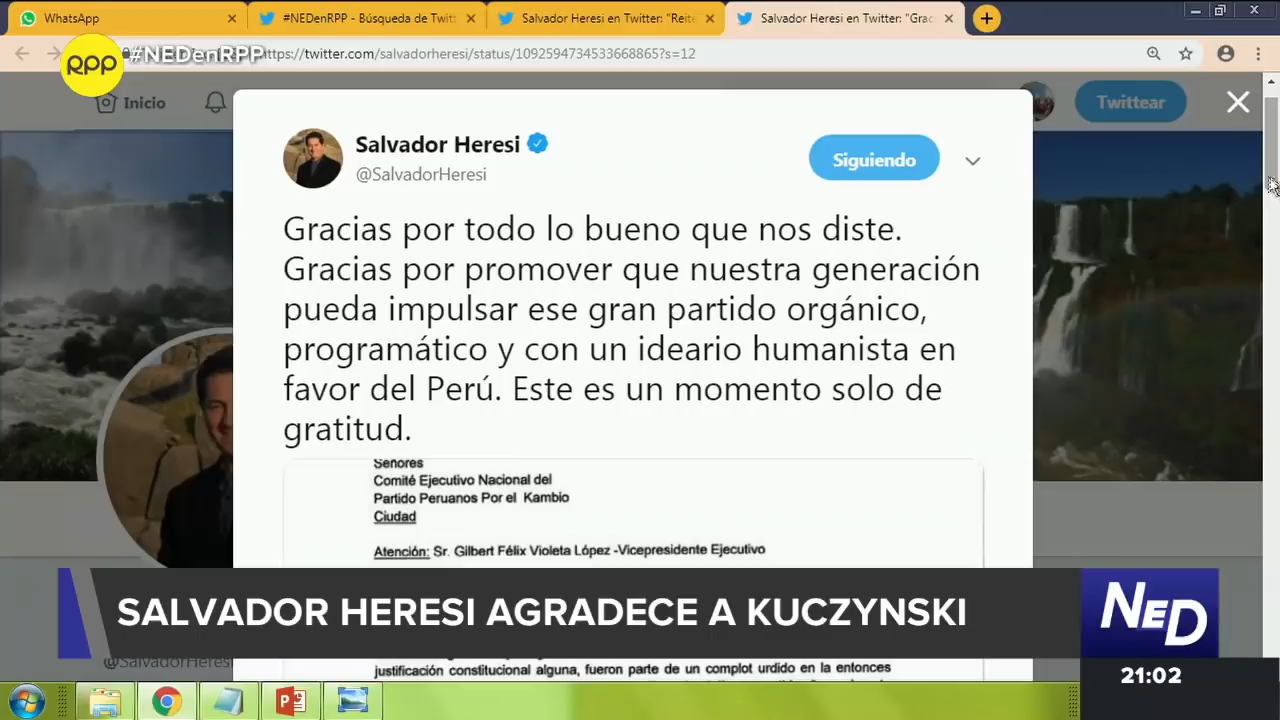 WhatsApp
#NEDenRPP - Búsqueda de Twit
Salvador Heresi en Twitter: "Reite
Salvador Heresi en Twitter: "Grac
https://twitter.com/salvadorheresi/status/1092594734533668865?s=12
rpp
#NEDenRPP
Inicio
Twittear
Salvador Heresi
@SalvadorHeresi
Siguiendo
Gracias por todo lo bueno que nos diste.
Gracias por promover que nuestra generación
pueda impulsar ese gran partido orgánico,
programático y con un ideario humanista en
favor del Perú. Este es un momento solo de
gratitud.
Señores
Comité Ejecutivo Nacional del
Partido Peruanos Por el Kambio
Ciudad
Atención: Sr. Gilbert Félix Violeta López -Vicepresidente Ejecutivo
SALVADOR HERESI AGRADECE A KUCZYNSKI
NED
@SalvadorHeresi
justificación constitucional alguna, fueron parte de un complot urdido en la entonces
21:02